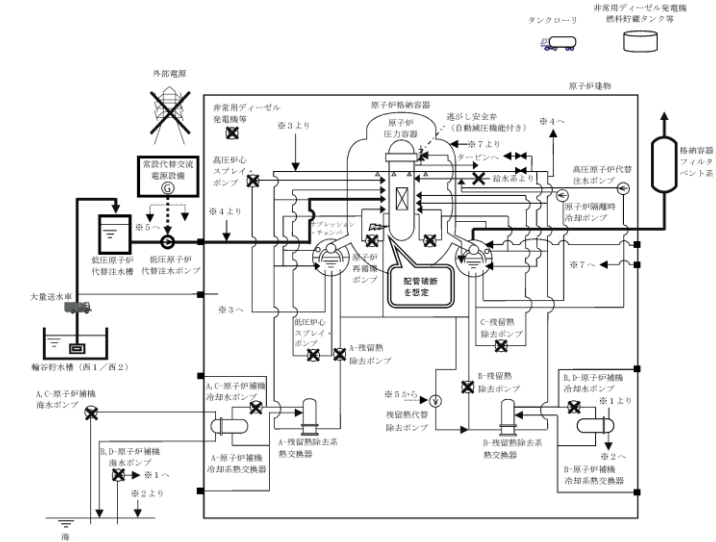 タンクローリ
非常用ディーゼル発電機
燃料貯蔵タンク等
外部電源
原子炉建物
非常用ディーゼル
発電機等
原子炉格納容器
原子炉
圧力容器
逃がし安全弁
(自動減圧機能付き)
※3より
※4へ
※7より
タービンへ
格納容器
フィルタ
ベント系
常設代替交流
電源設備
G
高圧炉心
スプレイ・
ポンプ
給水系より
高圧原子炉代替
注水ポンプ
原子炉隔離時
冷却ポンプ
※5へ
※4より
サプレッション
・チェンバ
低圧原子炉
代替注水槽
低圧原子炉
代替注水ポンプ
原子炉
再循環
ポンプ
配管破断
を想定
※7へ
大量送水車
※3へ
低圧炉心
スプレイ・
ポンプ
A-残留熱
除去ポンプ
C-残留熱
除去ポンプ
輪谷貯水槽(西1/西2)
B-残留熱
除去ポンプ
A,C-原子炉補機
海水ポンプ
A,C-原子炉補機
冷却水ポンプ
※5から
残留熱代替
除去ポンプ
B,D-原子炉補機
冷却水ポンプ
※1より
B,D-原子炉補機
海水ポンプ
※1へ
※2より
A-原子炉補機
冷却系熱交換器
A-残留熱除去系
熱交換器
B-残留熱除去系
熱交換器
※2へ
B-原子炉補機
冷却系熱交換器
海